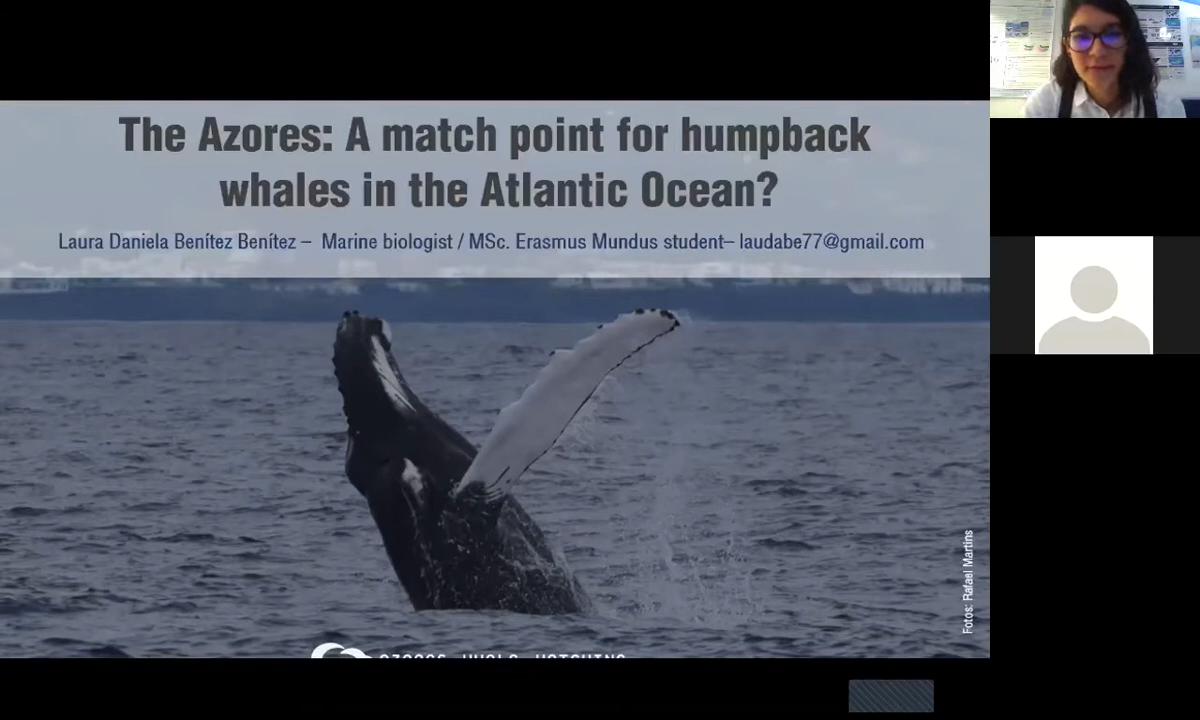 The Azores: A match point for humpback
whales in the Atlantic Ocean?
Laura Daniela Benítez Benítez – Marine biologist / MSc. Erasmus Mundus student– laudabe77@gmail.com
Fotos: Rafael Martins